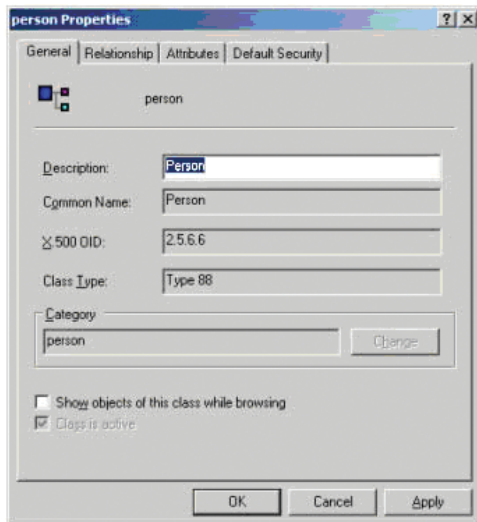 person Properties ? ×
General Relationship Attributes Default Security
person
Description: Person
Common Name: Person
X.500 OID: 2.5.6.6
Class Type: Type 88
Category
person Change
Show objects of this class while browsing
Class is active
OK Cancel Apply